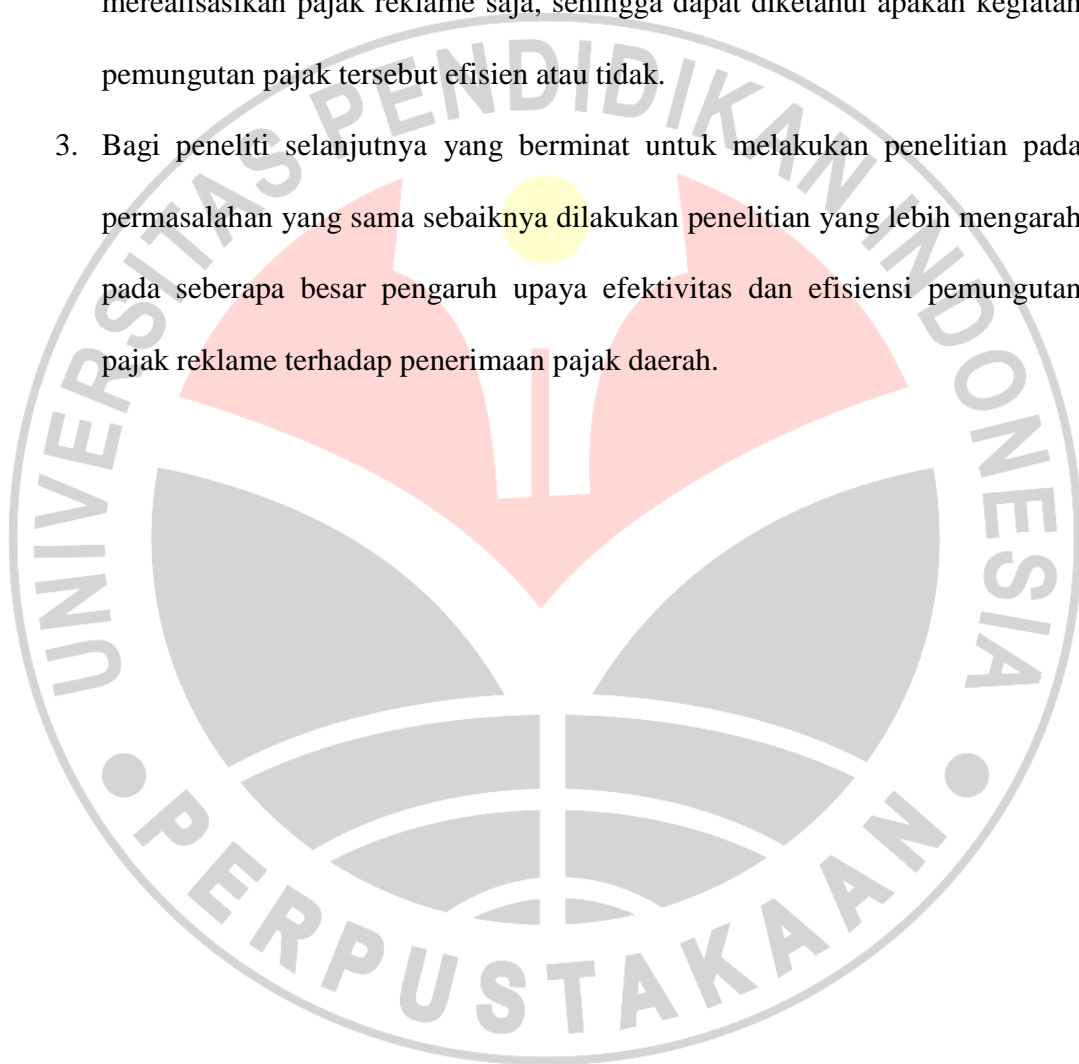 merealisasikan pajak reklame saja, sehingga dapat diketahui apakah kegiatan
pemungutan pajak tersebut efisien atau tidak.
3. Bagi peneliti selanjutnya yang berminat untuk melakukan penelitian pada
permasalahan yang sama sebaiknya dilakukan penelitian yang lebih mengarah
pada seberapa besar pengaruh upaya efektivitas dan efisiensi pemungutan
pajak reklame terhadap penerimaan pajak daerah.
UNIVERSITAS PENDIDIKAN INDONESIA
PERPUSTAKAAN